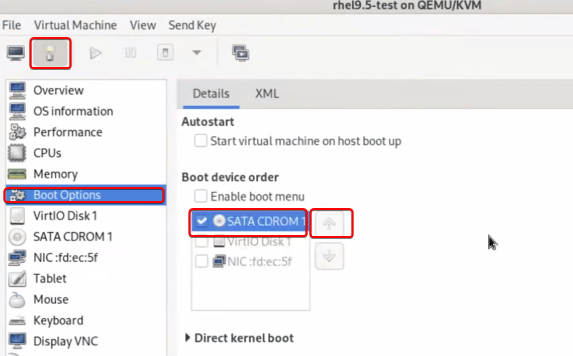 rhel9.5-test on QEMU/KVM
File Virtual Machine View Send Key
Overview
OS information
Performance
CPUs
Memory
Boot Options
VirtIO Disk 1
SATA CDROM 1
NIC :fd:ec:5f
Tablet
Mouse
Keyboard
Display VNC
Details XML
Autostart
Start virtual machine on host boot up
Boot device order
Enable boot menu
SATA CDROM 1
VirtIO Disk 1
NIC :fd:ec:5f
Direct kernel boot